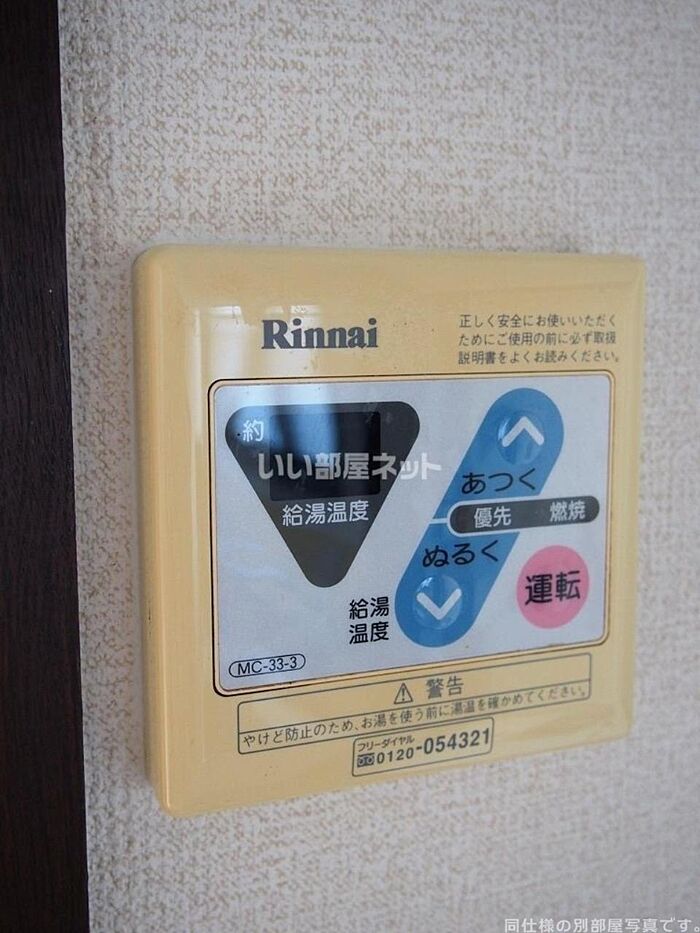 Rinnai
正しく安全にお使いいただく
ためにご使用の前に必ず取扱
説明書をよくお読みください。
約
いい部屋ネット
給湯温度
あつく
優先 燃焼
ぬるく
運転
給湯
温度
MC-33-3
⚠ 警告
やけど防止のため、お湯を使う前に湯温を確かめてください。
フリーダイヤル
0120-054321
同仕様の別部屋写真です。